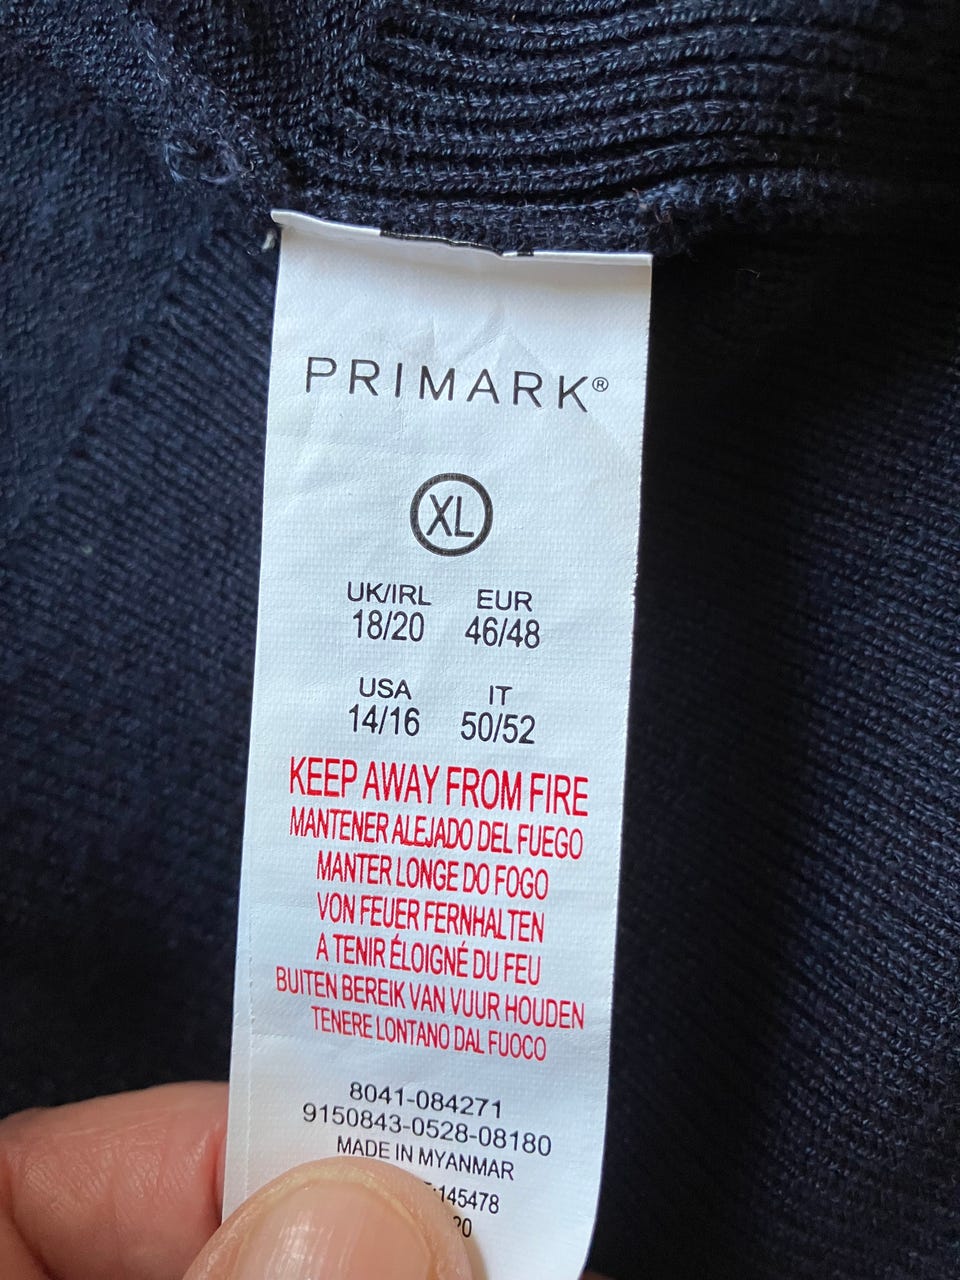 PRIMARK®
XL
UK/IRL EUR
18/20 46/48
USA IT
14/16 50/52
KEEP AWAY FROM FIRE
MANTENER ALEJADO DEL FUEGO
MANTER LONGE DO FOGO
VON FEUER FERNHALTEN
A TENIR ÉLOIGNÉ DU FEU
BUITEN BEREIK VAN VUUR HOUDEN
TENERE LONTANO DAL FUOCO
8041-084271
9150843-0528-08180
MADE IN MYANMAR
:145478
20